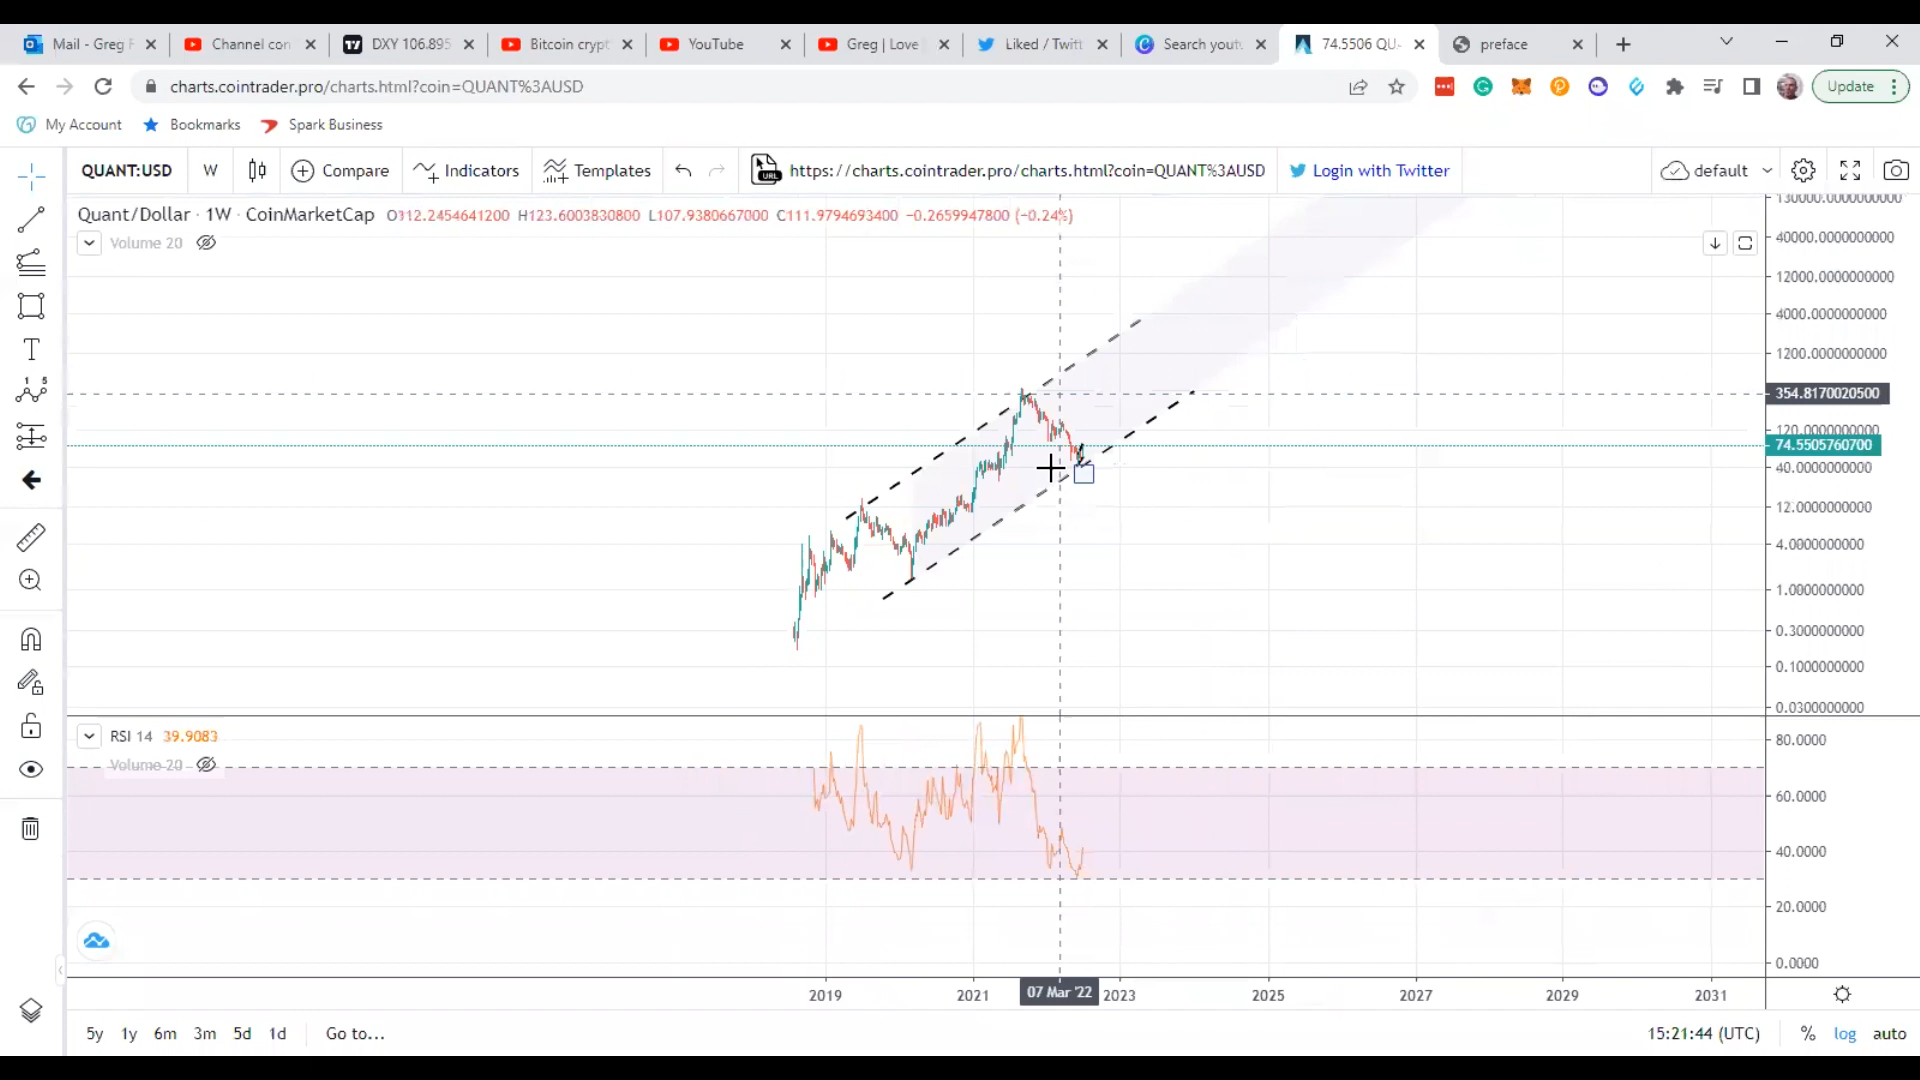 Mail - Greg F
Channel con
DXY 106.895
Bitcoin crypt
YouTube
Greg | Love
Liked / Twitt
Search youtu
74.5506 QU
preface
charts.cointrader.pro/charts.html?coin=QUANT%3AUSD
Update
My Account
Bookmarks
Spark Business
QUANT:USD
W
Compare
Indicators
Templates
URL
https://charts.cointrader.pro/charts.html?coin=QUANT%3AUSD
Login with Twitter
default
Quant/Dollar · 1W · CoinMarketCap O112.2454641200 H123.6003830800 L107.9380667000 C111.9794693400 −0.2659947800 (−0.24%)
Volume 20
130000.0000000000
40000.0000000000
12000.0000000000
4000.0000000000
1200.0000000000
354.8170020500
120.0000000000
74.5505760700
40.0000000000
12.0000000000
4.0000000000
1.0000000000
0.3000000000
0.1000000000
0.0300000000
RSI 14 39.9083
Volume 20
80.0000
60.0000
40.0000
20.0000
0.0000
2019
2021
07 Mar '22
2023
2025
2027
2029
2031
5y 1y 6m 3m 5d 1d Go to...
15:21:44 (UTC) % log auto